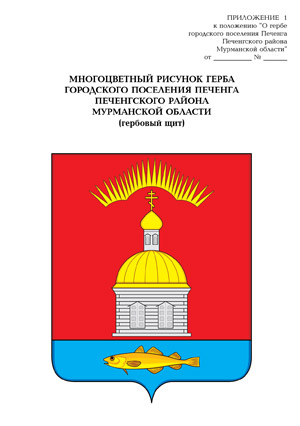 ПРИЛОЖЕНИЕ 1
к положению "О гербе
городского поселения Печенга
Печенгского района
Мурманской области"
от ___________ № ______
МНОГОЦВЕТНЫЙ РИСУНОК ГЕРБА
ГОРОДСКОГО ПОСЕЛЕНИЯ ПЕЧЕНГА
ПЕЧЕНГСКОГО РАЙОНА
МУРМАНСКОЙ ОБЛАСТИ
(гербовый щит)